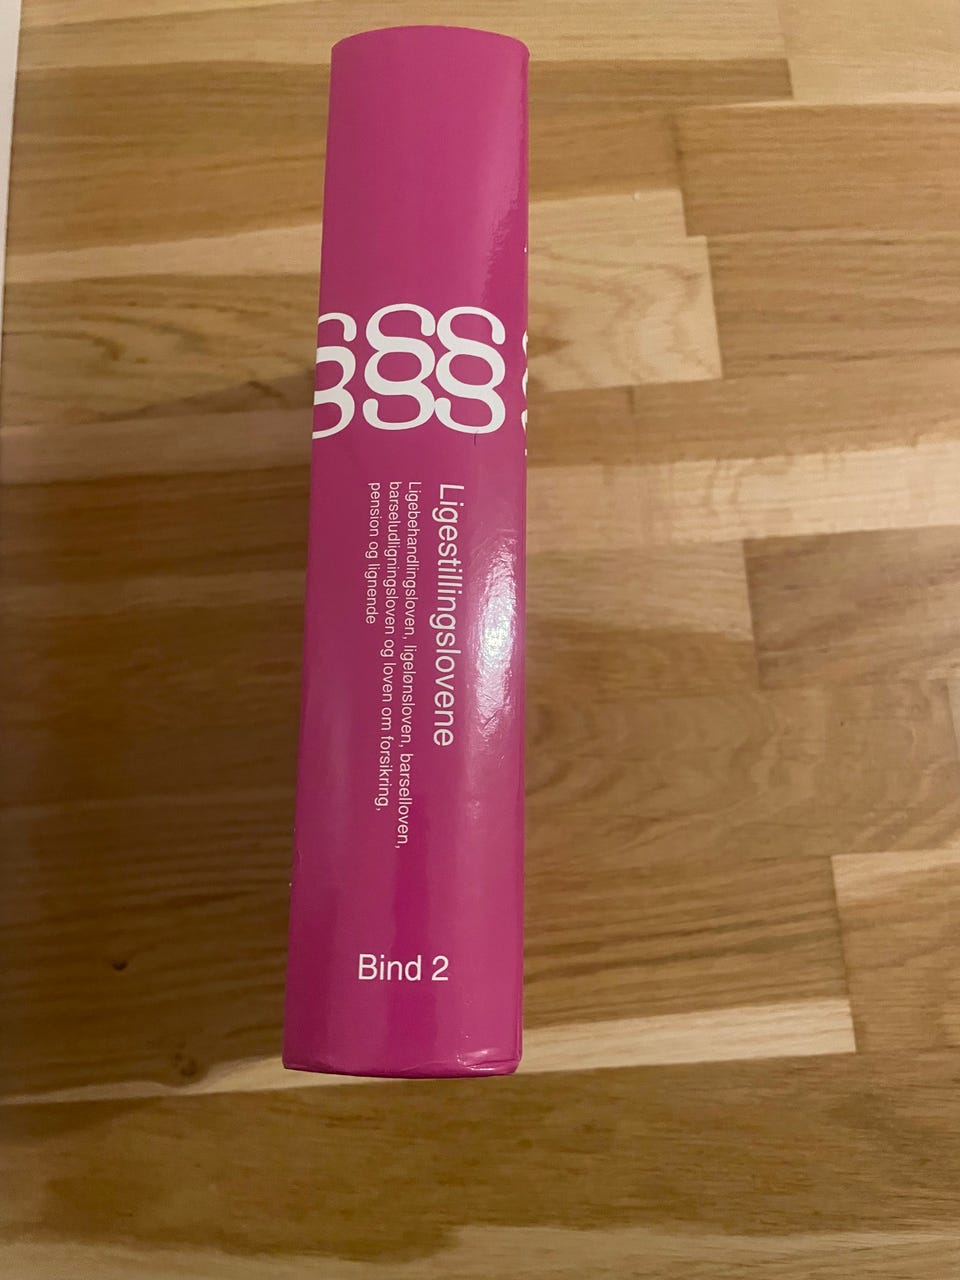 §§§
Ligestillingslovene
Ligebehandlingsloven, ligelønsloven, barselloven,
barseludligningsloven og loven om forsikring,
pension og lignende
Bind 2